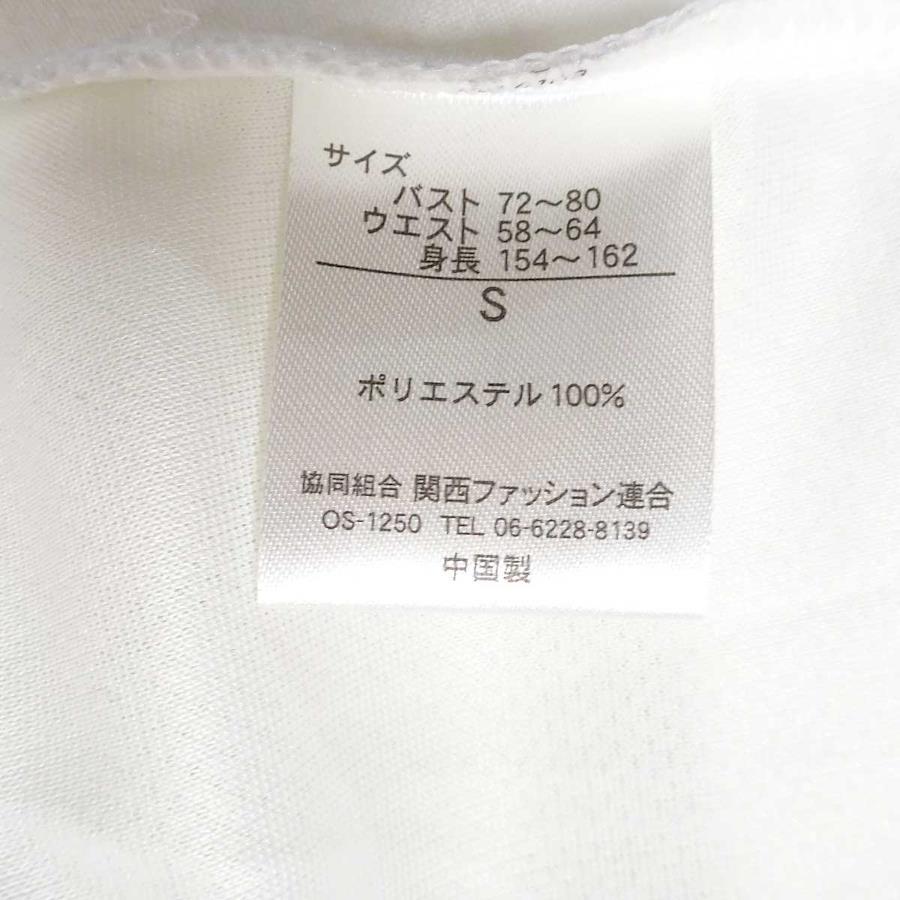 サイズ
バスト 72〜80
ウエスト 58〜64
身長 154〜162
S
ポリエステル 100%
協同組合 関西ファッション連合
OS-1250 TEL 06-6228-8139
中国製